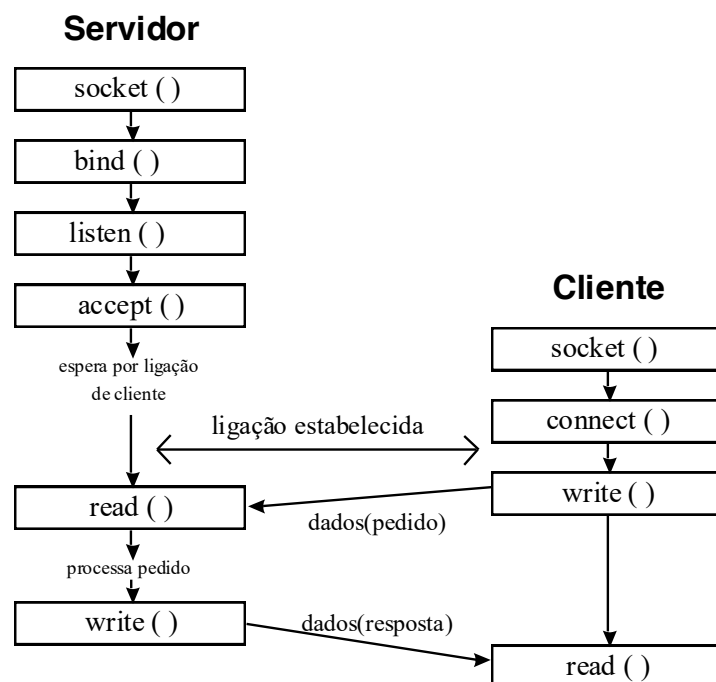 Servidor
socket ( )
bind ( )
listen ( )
accept ( )
espera por ligação
de cliente
Cliente
socket ( )
connect ( )
ligação estabelecida
write ( )
read ( )
dados(pedido)
processa pedido
write ( )
dados(resposta)
read ( )